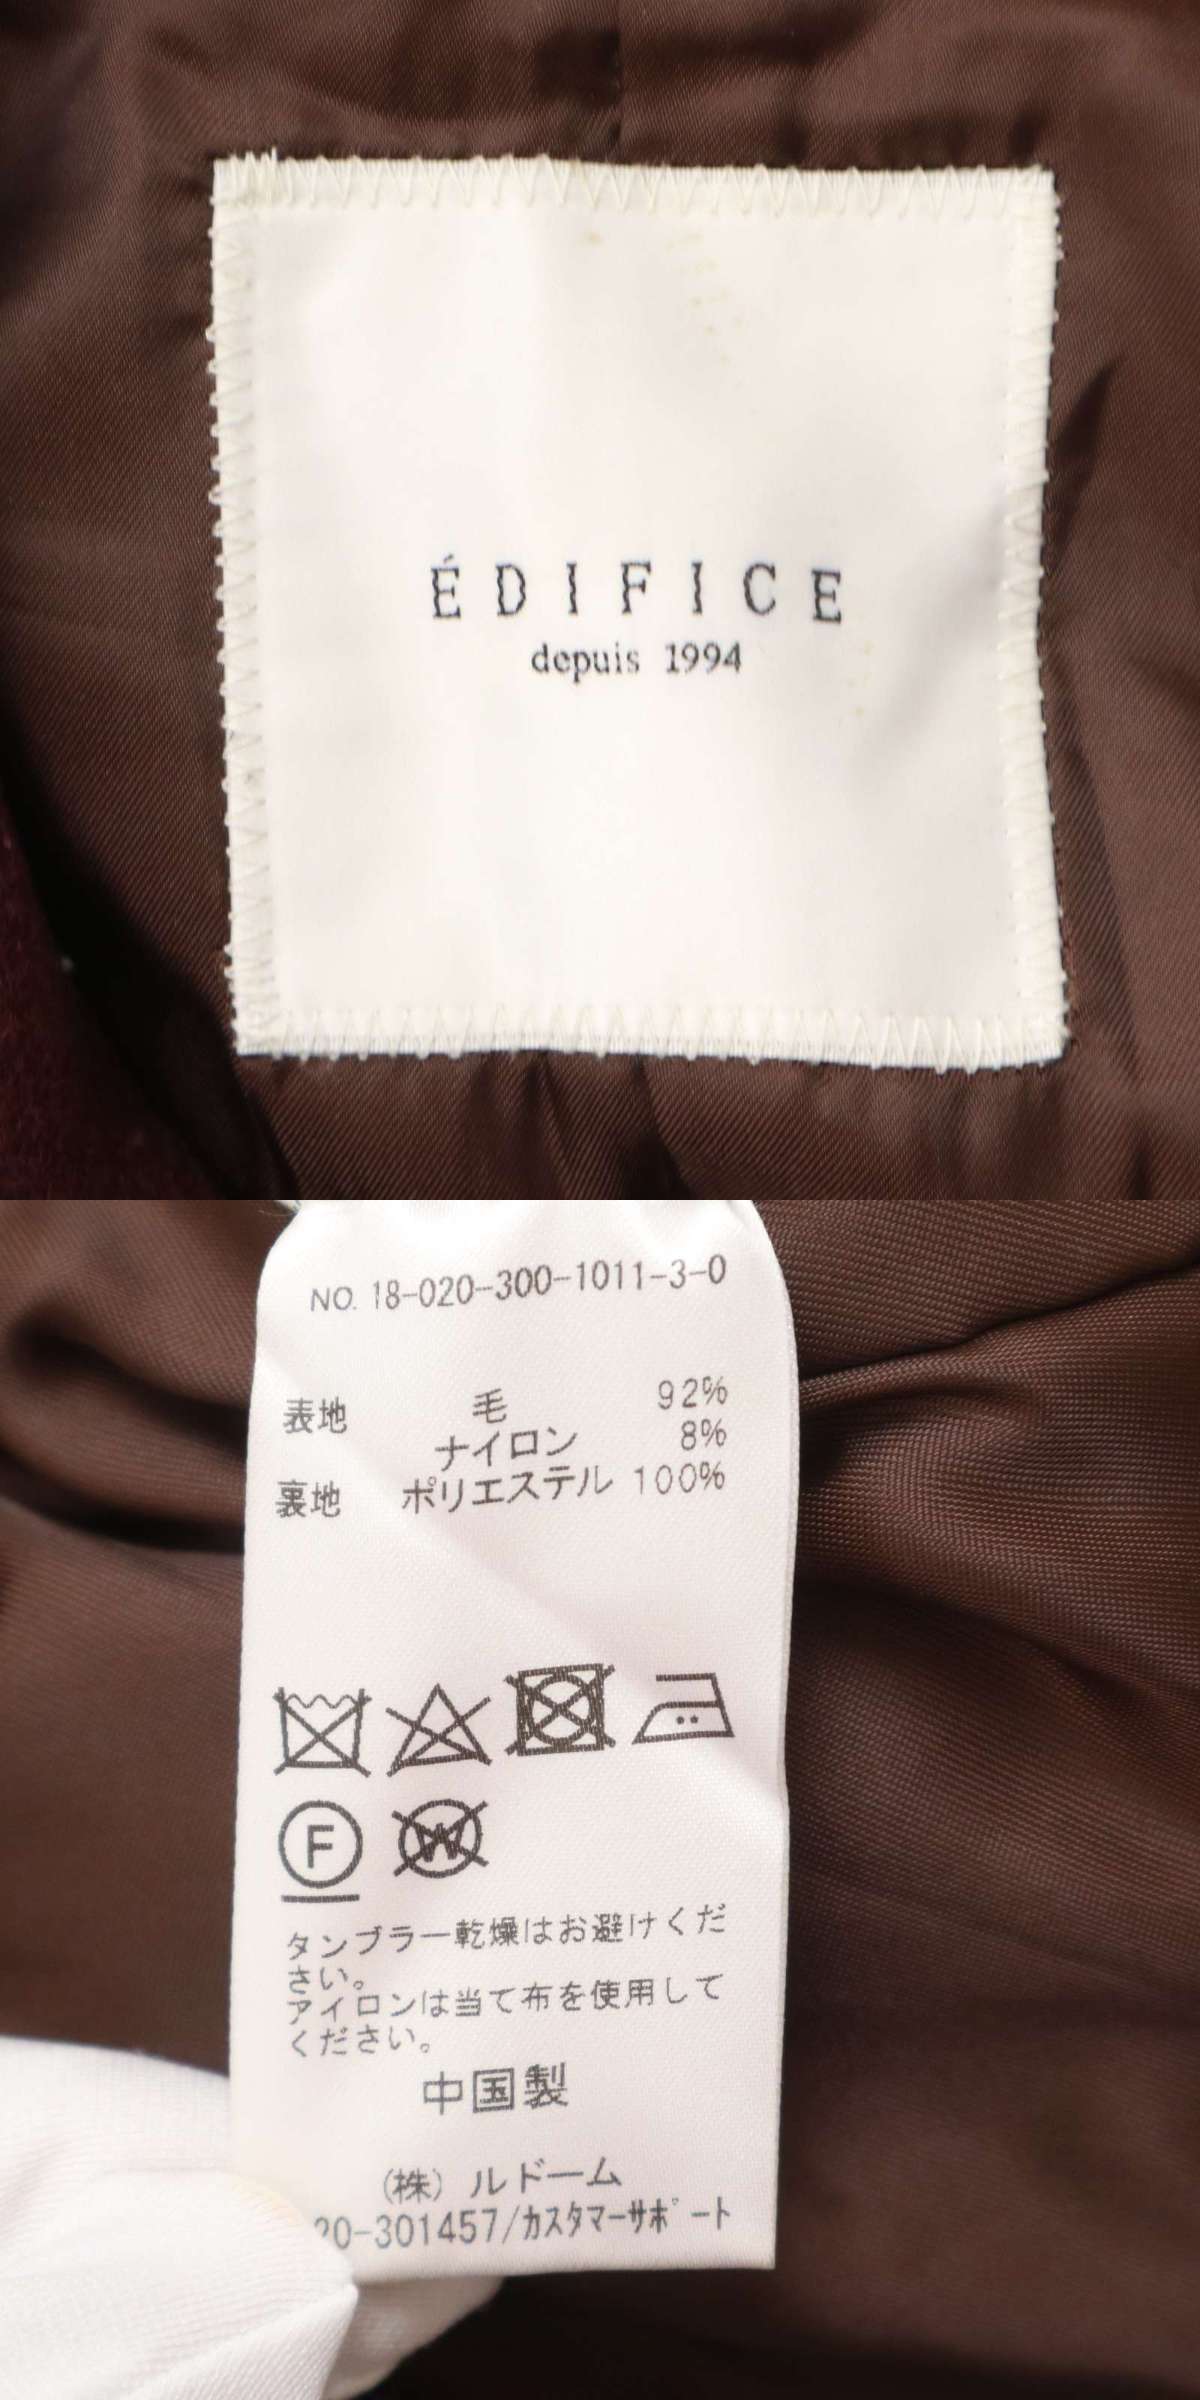 ÉDIFICE
depuis 1994
NO. 18-020-300-1011-3-0
表地 毛 92%
ナイロン 8%
裏地 ポリエステル 100%
F W
タンブラー乾燥はお避けくだ
さい。
アイロンは当て布を使用して
ください。
中国製
(株) ルドーム
20-301457/カスタマーサポート